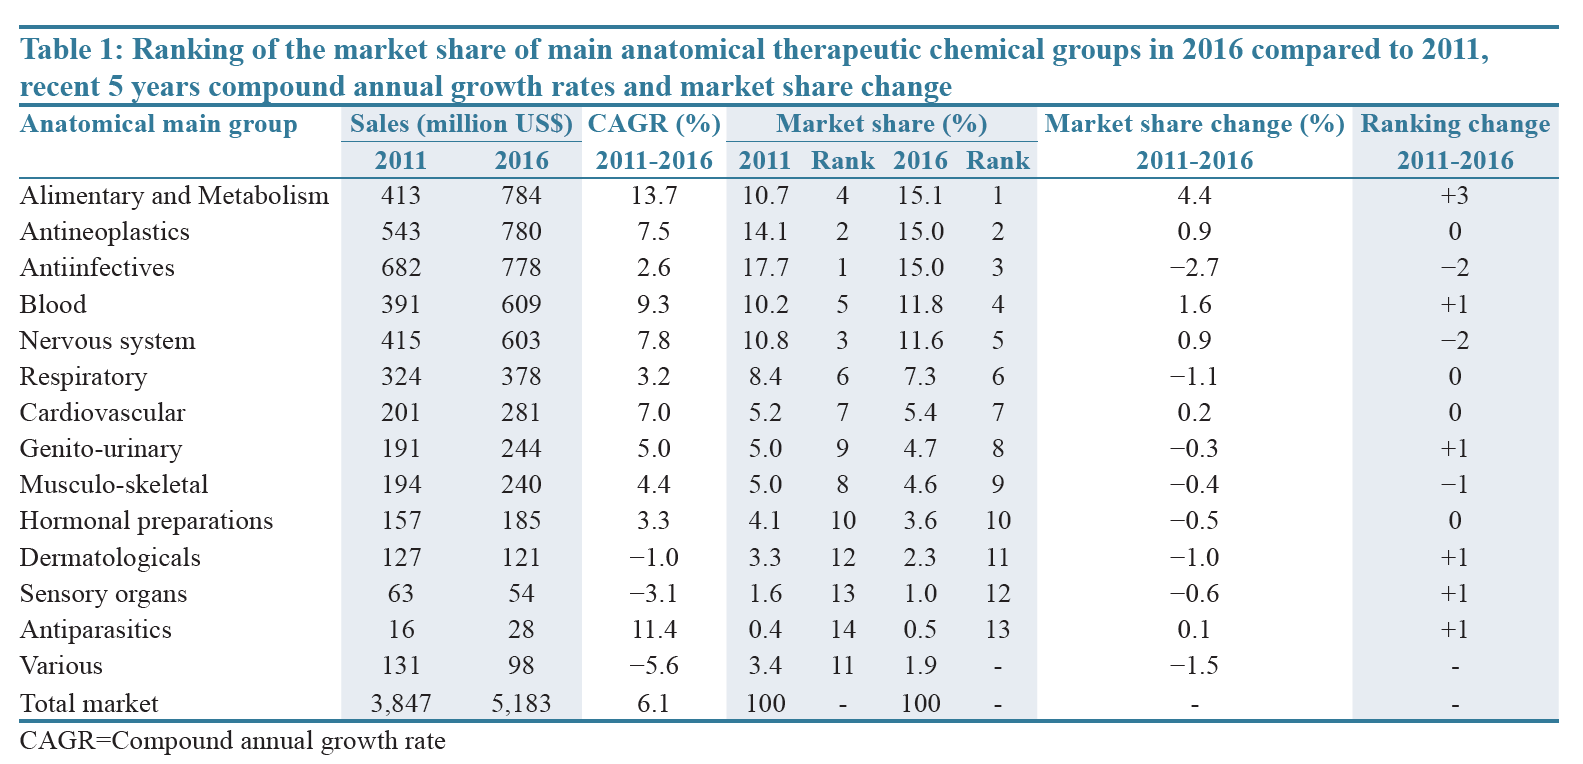 Table 1: Ranking of the market share of main anatomical therapeutic chemical groups in 2016 compared to 2011,
recent 5 years compound annual growth rates and market share change
Anatomical main group Sales (million US$) CAGR (%) Market share (%) Market share change (%) Ranking change
2011 2016 2011-2016 2011 Rank 2016 Rank 2011-2016 2011-2016
Alimentary and Metabolism 413 784 13.7 10.7 4 15.1 1 4.4 +3
Antineoplastics 543 780 7.5 14.1 2 15.0 2 0.9 0
Antiinfectives 682 778 2.6 17.7 1 15.0 3 −2.7 −2
Blood 391 609 9.3 10.2 5 11.8 4 1.6 +1
Nervous system 415 603 7.8 10.8 3 11.6 5 0.9 −2
Respiratory 324 378 3.2 8.4 6 7.3 6 −1.1 0
Cardiovascular 201 281 7.0 5.2 7 5.4 7 0.2 0
Genito-urinary 191 244 5.0 5.0 9 4.7 8 −0.3 +1
Musculo-skeletal 194 240 4.4 5.0 8 4.6 9 −0.4 −1
Hormonal preparations 157 185 3.3 4.1 10 3.6 10 −0.5 0
Dermatologicals 127 121 −1.0 3.3 12 2.3 11 −1.0 +1
Sensory organs 63 54 −3.1 1.6 13 1.0 12 −0.6 +1
Antiparasitics 16 28 11.4 0.4 14 0.5 13 0.1 +1
Various 131 98 −5.6 3.4 11 1.9 - −1.5 -
Total market 3,847 5,183 6.1 100 - 100 - - -
CAGR=Compound annual growth rate